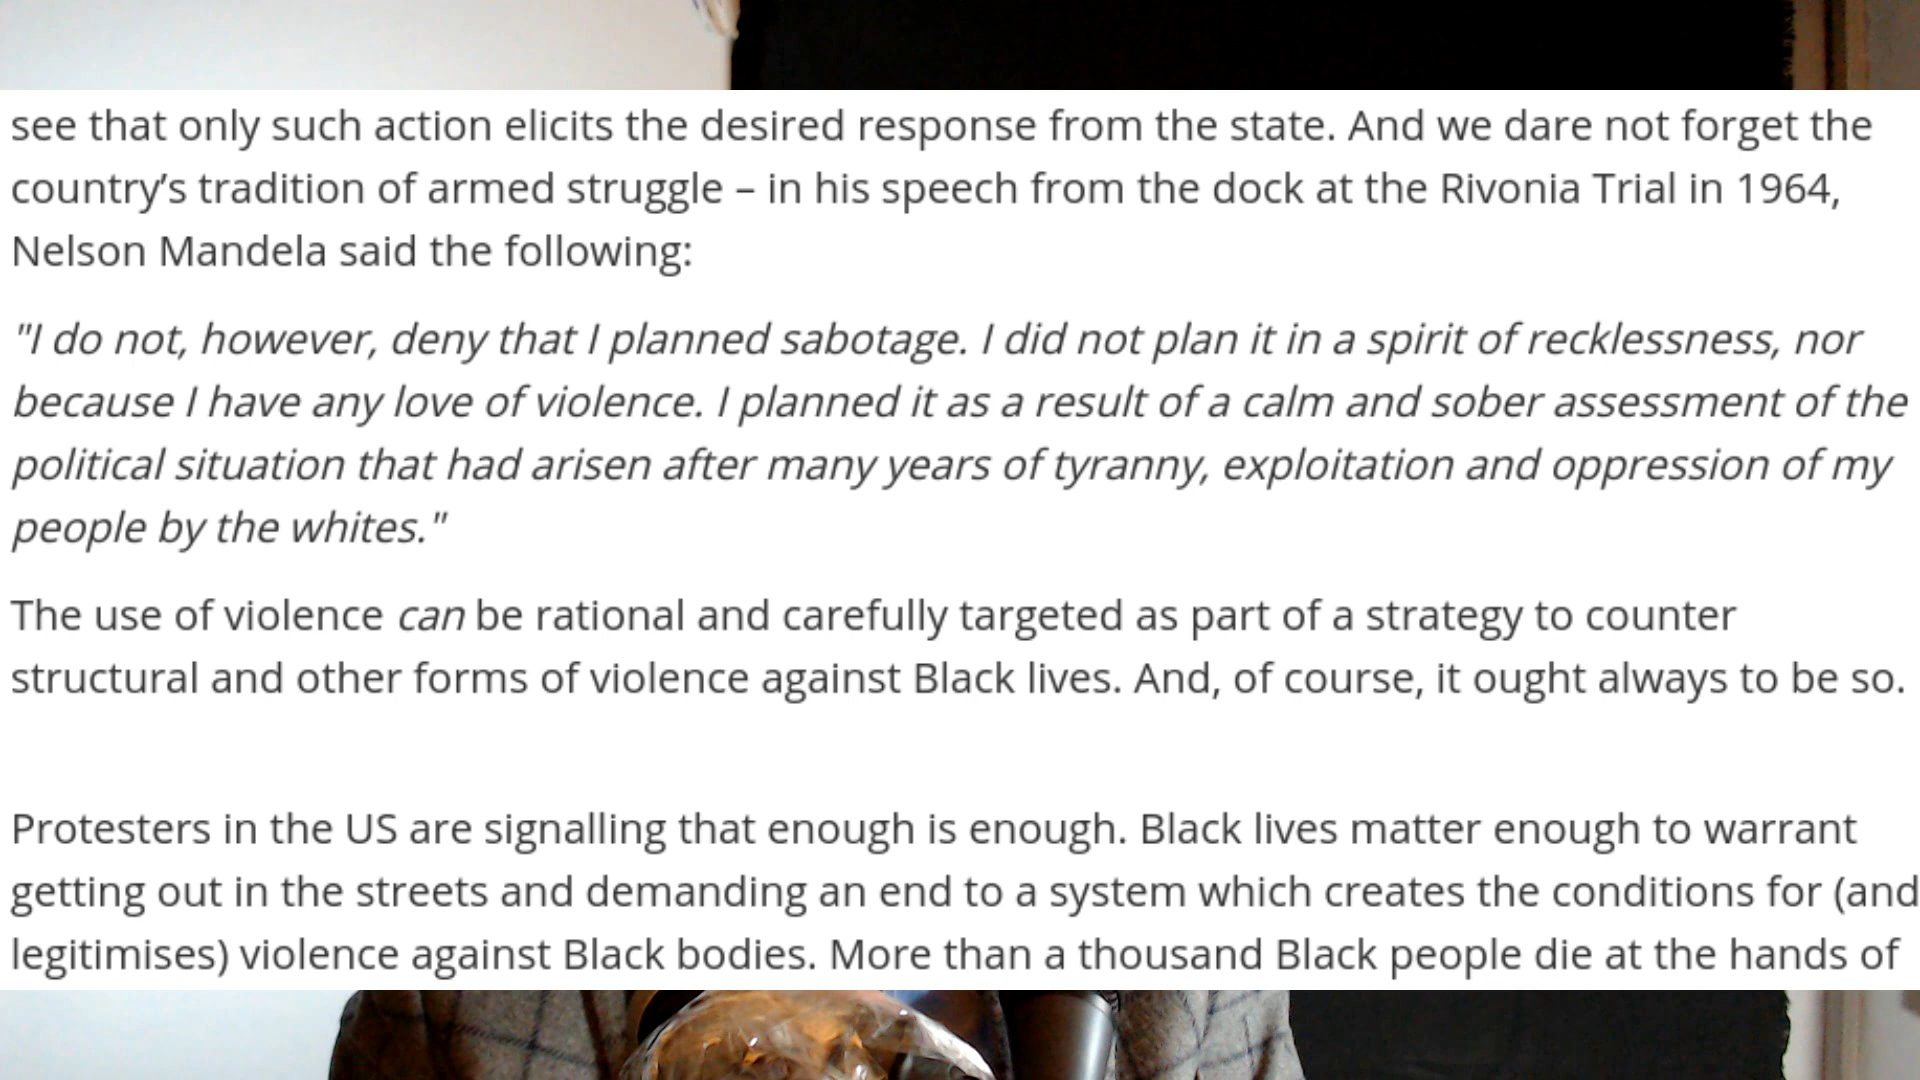 see that only such action elicits the desired response from the state. And we dare not forget the
country’s tradition of armed struggle – in his speech from the dock at the Rivonia Trial in 1964,
Nelson Mandela said the following:
"I do not, however, deny that I planned sabotage. I did not plan it in a spirit of recklessness, nor
because I have any love of violence. I planned it as a result of a calm and sober assessment of the
political situation that had arisen after many years of tyranny, exploitation and oppression of my
people by the whites."
The use of violence can be rational and carefully targeted as part of a strategy to counter
structural and other forms of violence against Black lives. And, of course, it ought always to be so.
Protesters in the US are signalling that enough is enough. Black lives matter enough to warrant
getting out in the streets and demanding an end to a system which creates the conditions for (and
legitimises) violence against Black bodies. More than a thousand Black people die at the hands of